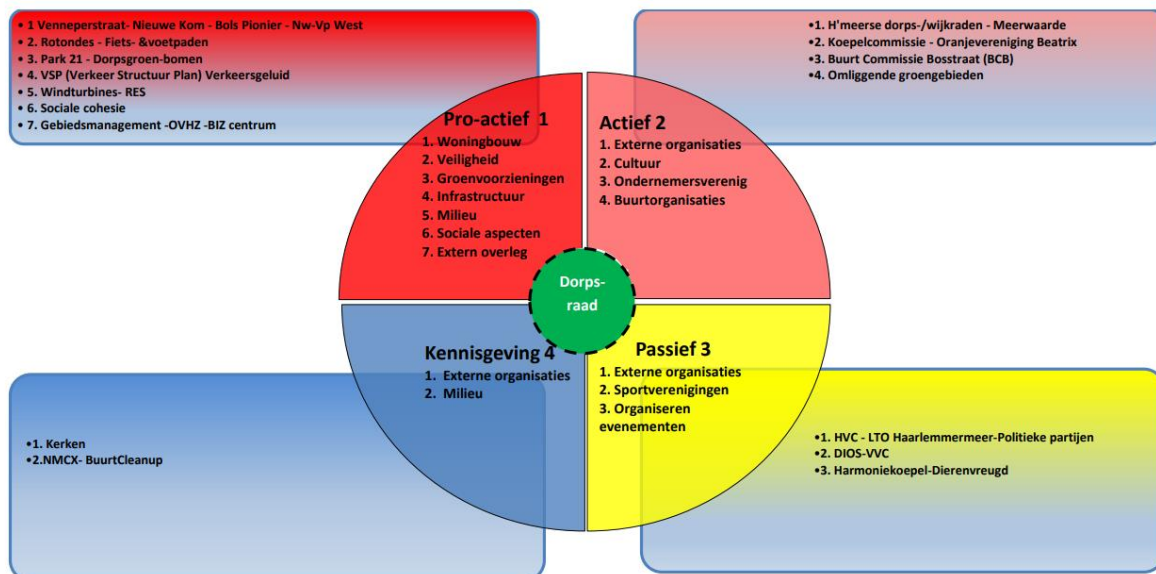 • 1 Venneperstraat- Nieuwe Kom - Bols Pionier - Nw-Vp West
• 2. Rotondes - Fiets- &voetpaden
• 3. Park 21 - Dorpsgroen-bomen
• 4. VSP (Verkeer Structuur Plan) Verkeersgeluid
• 5. Windturbines- RES
• 6. Sociale cohesie
• 7. Gebiedsmanagement -OVHZ -BIZ centrum
•1. H'meerse dorps-/wijkraden - Meerwaarde
•2. Koepelcommissie - Oranjevereniging Beatrix
•3. Buurt Commissie Bosstraat (BCB)
•4. Omliggende groengebieden
Pro-actief 1
1. Woningbouw
2. Veiligheid
3. Groenvoorzieningen
4. Infrastructuur
5. Milieu
6. Sociale aspecten
7. Extern overleg
Actief 2
1. Externe organisaties
2. Cultuur
3. Ondernemersverenig
4. Buurtorganisaties
Dorps-
raad
Kennisgeving 4
1. Externe organisaties
2. Milieu
Passief 3
1. Externe organisaties
2. Sportverenigingen
3. Organiseren
evenementen
•1. Kerken
•2.NMCX- BuurtCleanup
•1. HVC - LTO Haarlemmermeer-Politieke partijen
•2. DIOS-VVC
•3. Harmoniekoepel-Dierenvreugd